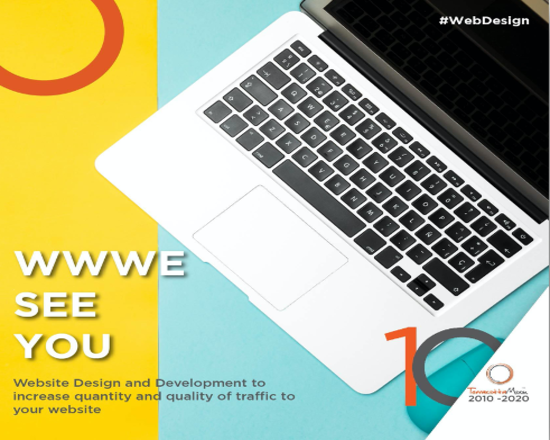 #WebDesign
WWWE
SEE
YOU
Website Design and Development to
increase quantity and quality of traffic to
your website
10
2010 -2020